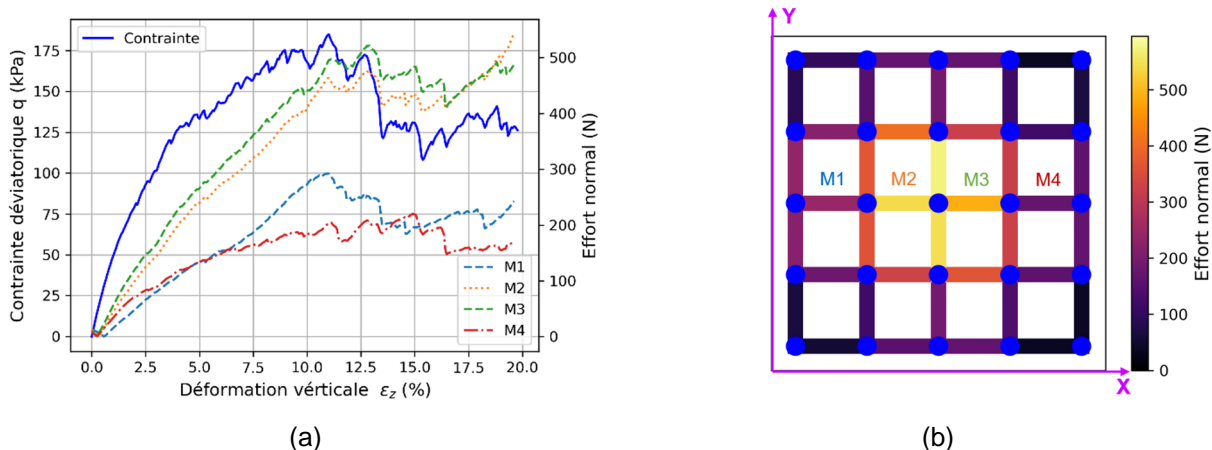 Contrainte
Contrainte déviatorique q (kPa)
175
150
125
100
75
50
25
0
500
400
300
200
100
0
Effort normal (N)
M1
M2
M3
M4
0.0 2.5 5.0 7.5 10.0 12.5 15.0 17.5 20.0
Déformation vérticale εz (%)
(a)
Y
M1 M2 M3 M4
X
500
400
300
200
100
0
Effort normal (N)
(b)